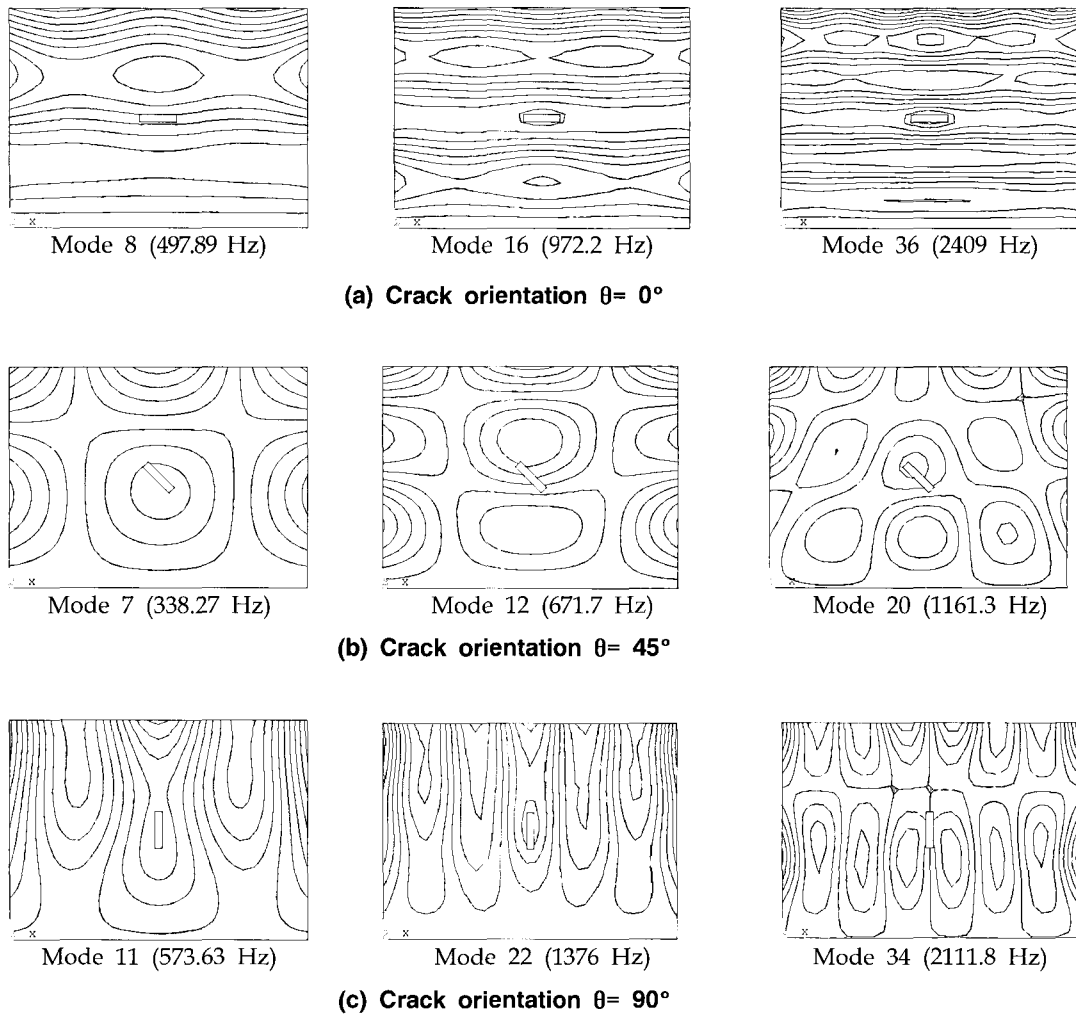 x
Mode 8 (497.89 Hz)
Mode 16 (972.2 Hz)
Mode 36 (2409 Hz)
(a) Crack orientation θ= 0°
x
x
x
Mode 7 (338.27 Hz)
Mode 12 (671.7 Hz)
Mode 20 (1161.3 Hz)
(b) Crack orientation θ= 45°
x
x
x
Mode 11 (573.63 Hz)
Mode 22 (1376 Hz)
Mode 34 (2111.8 Hz)
(c) Crack orientation θ= 90°